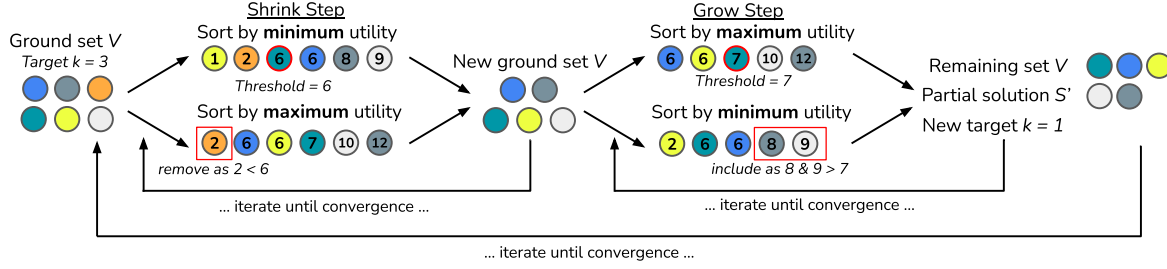 Shrink Step
Grow Step
Ground set V
Target k = 3
Sort by minimum utility
1 2 6 6 8 9
Threshold = 6
Sort by maximum utility
2 6 6 7 10 12
remove as 2 < 6
New ground set V
Sort by maximum utility
6 6 7 10 12
Threshold = 7
Sort by minimum utility
2 6 6 8 9
include as 8 & 9 > 7
Remaining set V
Partial solution S'
New target k = 1
... iterate until convergence ...
... iterate until convergence ...
... iterate until convergence ...